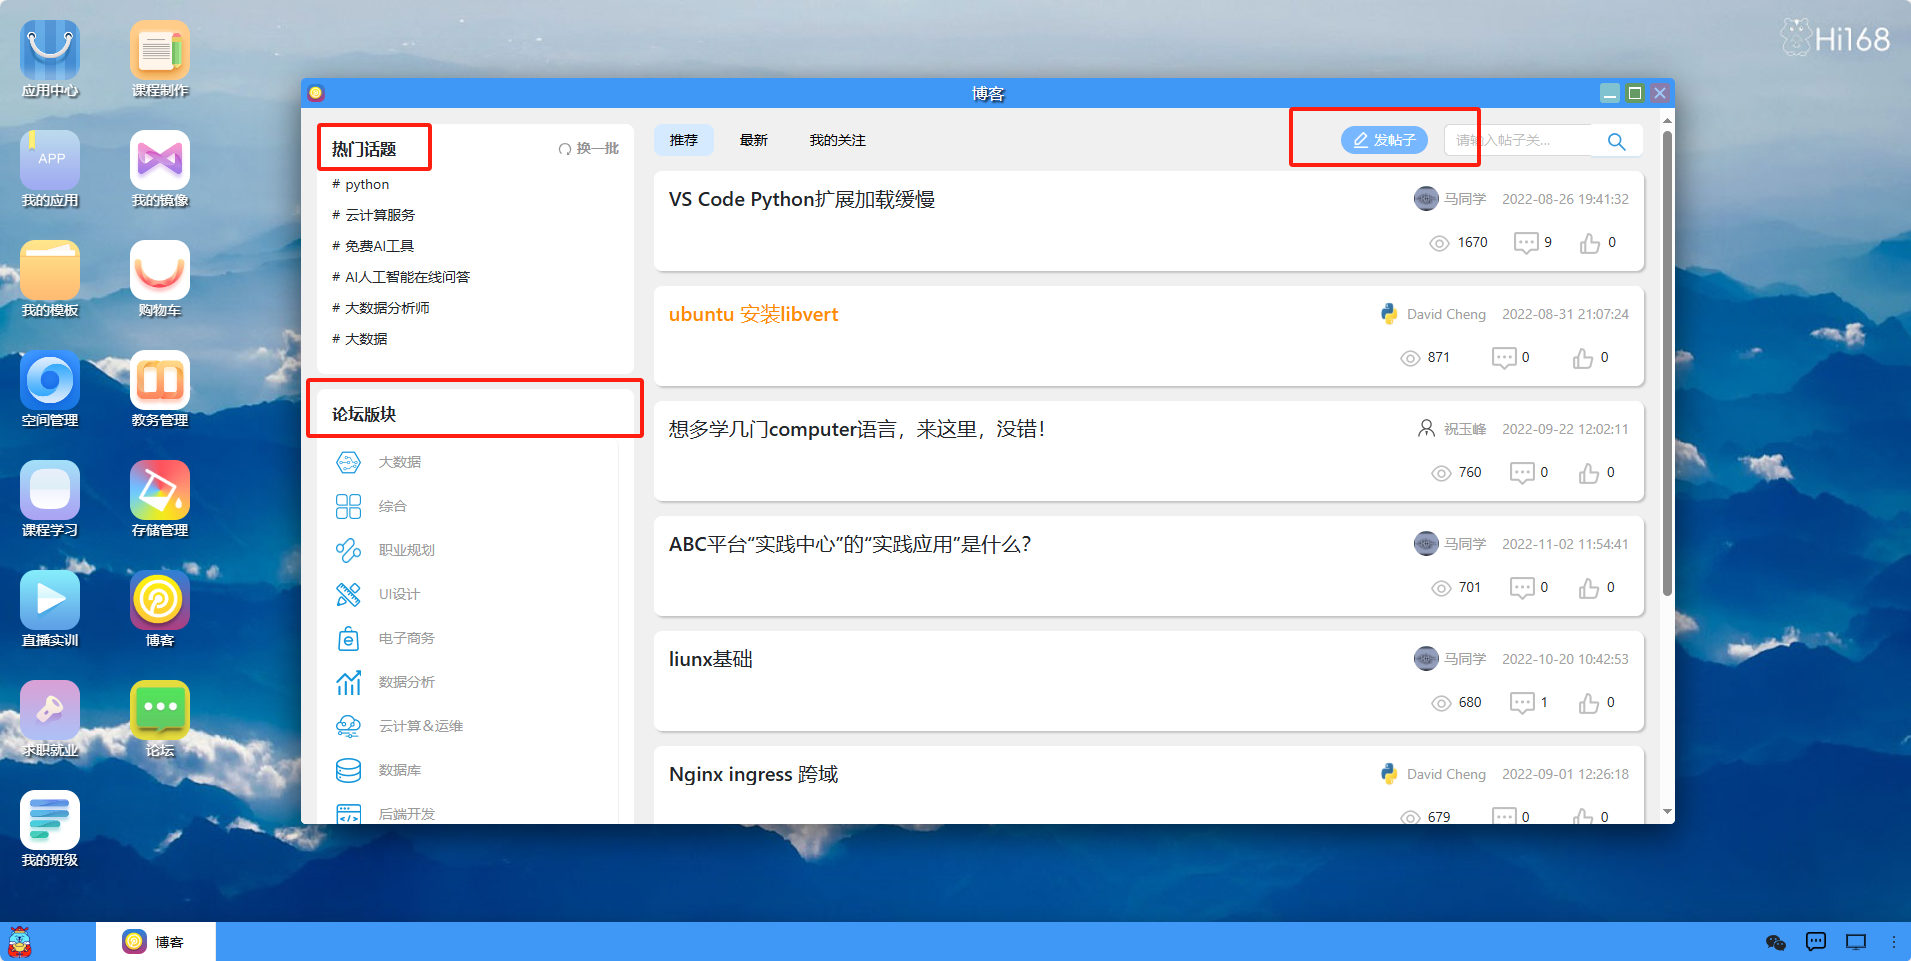 Hi168
应用中心
课程制作
APP
我的应用
我的镜像
我的模板
购物车
空间管理
教务管理
课程学习
存储管理
直播实训
博客
求职就业
论坛
我的班级
博客
热门话题
换一批
# python
# 云计算服务
# 免费AI工具
# AI人工智能在线问答
# 大数据分析师
# 大数据
论坛版块
大数据
综合
职业规划
UI设计
电子商务
数据分析
云计算&运维
数据库
后端开发
推荐 最新 我的关注
发帖子
请输入帖子关...
VS Code Python扩展加载缓慢
马同学 2022-08-26 19:41:32
1670 9 0
ubuntu 安装libvert
David Cheng 2022-08-31 21:07:24
871 0 0
想多学几门computer语言，来这里，没错！
祝玉峰 2022-09-22 12:02:11
760 0 0
ABC平台“实践中心”的“实践应用”是什么？
马同学 2022-11-02 11:54:41
701 0 0
liunx基础
马同学 2022-10-20 10:42:53
680 1 0
Nginx ingress 跨域
David Cheng 2022-09-01 12:26:18
679 0 0
博客